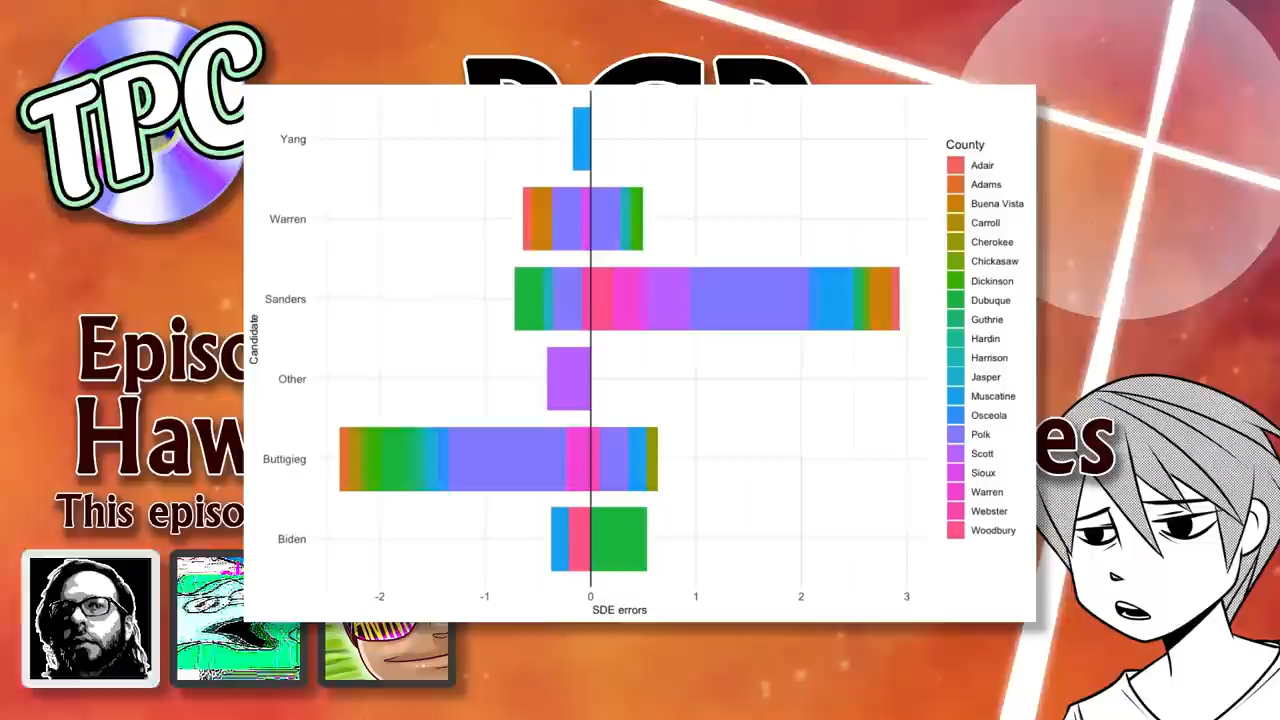 TPC
Episo
Haw
es
This episo
Candidate
Yang
Warren
Sanders
Other
Buttigieg
Biden
-2
-1
0
1
2
3
SDE errors
County
Adair
Adams
Buena Vista
Carroll
Cherokee
Chickasaw
Dickinson
Dubuque
Guthrie
Hardin
Harrison
Jasper
Muscatine
Osceola
Polk
Scott
Sioux
Warren
Webster
Woodbury